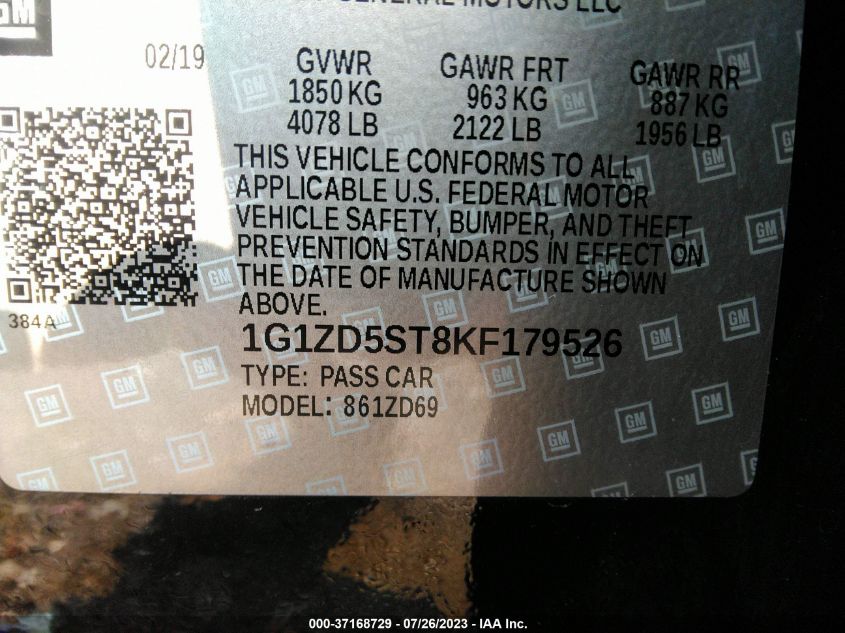 GM
GENERAL MOTORS LLC
02/19
GVWR GAWR FRT GAWR RR
1850 KG 963 KG 887 KG
4078 LB 2122 LB 1956 LB
THIS VEHICLE CONFORMS TO ALL
APPLICABLE U.S. FEDERAL MOTOR
VEHICLE SAFETY, BUMPER, AND THEFT
PREVENTION STANDARDS IN EFFECT ON
THE DATE OF MANUFACTURE SHOWN
ABOVE.
384A
1G1ZD5ST8KF179526
TYPE: PASS CAR
MODEL: 861ZD69
000-37168729 - 07/26/2023 - IAA Inc.